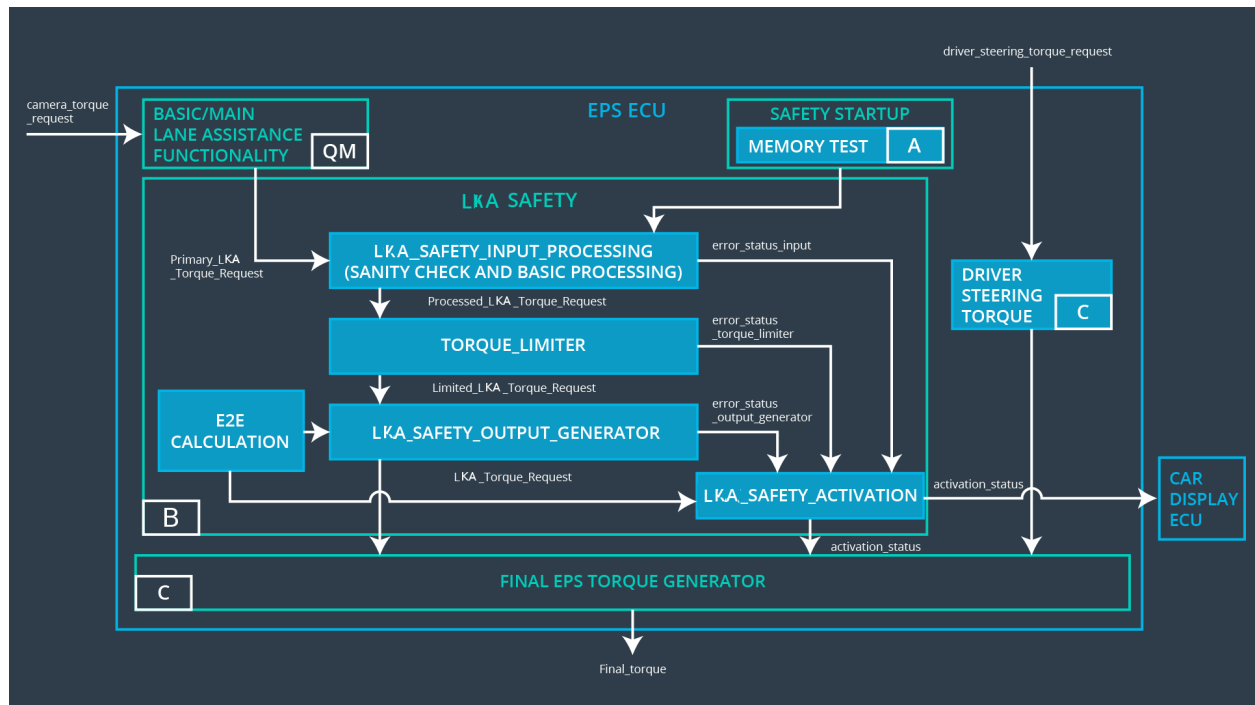 driver_steering_torque_request
camera_torque
_request
EPS ECU
BASIC/MAIN
LANE ASSISTANCE
FUNCTIONALITY
QM
SAFETY STARTUP
MEMORY TEST
A
LKA SAFETY
Primary_LKA
_Torque_Request
LKA_SAFETY_INPUT_PROCESSING
(SANITY CHECK AND BASIC PROCESSING)
error_status_input
DRIVER
STEERING
TORQUE
C
Processed_LKA_Torque_Request
TORQUE_LIMITER
error_status
_torque_limiter
Limited_LKA_Torque_Request
E2E
CALCULATION
LKA_SAFETY_OUTPUT_GENERATOR
error_status
_output_generator
LKA_Torque_Request
LKA_SAFETY_ACTIVATION
activation_status
CAR
DISPLAY
ECU
B
activation_status
FINAL EPS TORQUE GENERATOR
C
Final_torque